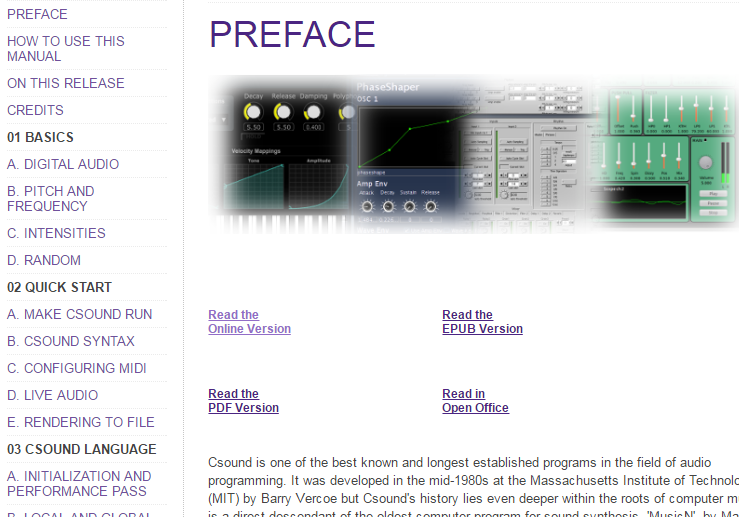 PREFACE
HOW TO USE THIS
MANUAL
ON THIS RELEASE
CREDITS
01 BASICS
A. DIGITAL AUDIO
B. PITCH AND
FREQUENCY
C. INTENSITIES
D. RANDOM
02 QUICK START
A. MAKE CSOUND RUN
B. CSOUND SYNTAX
C. CONFIGURING MIDI
D. LIVE AUDIO
E. RENDERING TO FILE
03 CSOUND LANGUAGE
A. INITIALIZATION AND
PERFORMANCE PASS
B. LOCAL AND GLOBAL
PREFACE
Decay Release Damping
5.50 5.50 0.400
Velocity Mappings
Tone Amplitude
PhaseShaper
OSC 1
phaseshape
Amp Env
Attack Decay Sustain Release
Read the
Online Version
Read the
EPUB Version
Read the
PDF Version
Read in
Open Office
Csound is one of the best known and longest established programs in the field of audio
programming. It was developed in the mid-1980s at the Massachusetts Institute of Technolo
(MIT) by Barry Vercoe but Csound's history lies even deeper within the roots of computer mu
is a direct descendant of the oldest computer program for sound synthesis, 'MusicN', by Ma